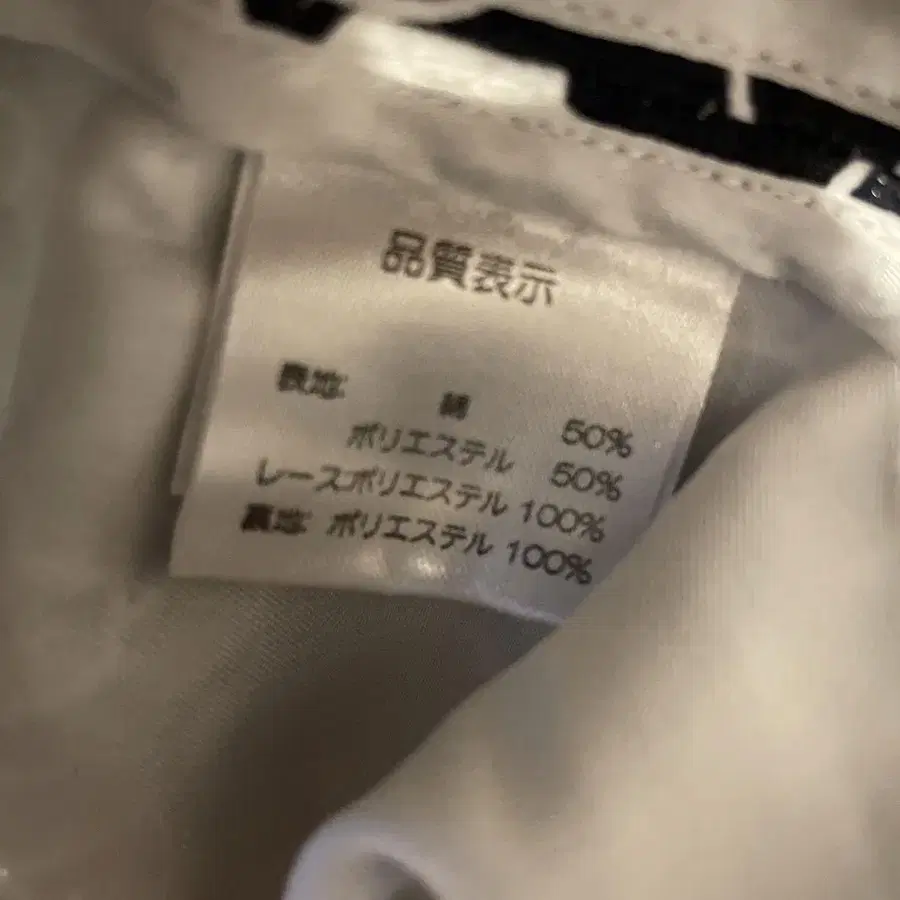 品質表示
表地: 綿 50%
ポリエステル 50%
レースポリエステル 100%
裏地: ポリエステル 100%